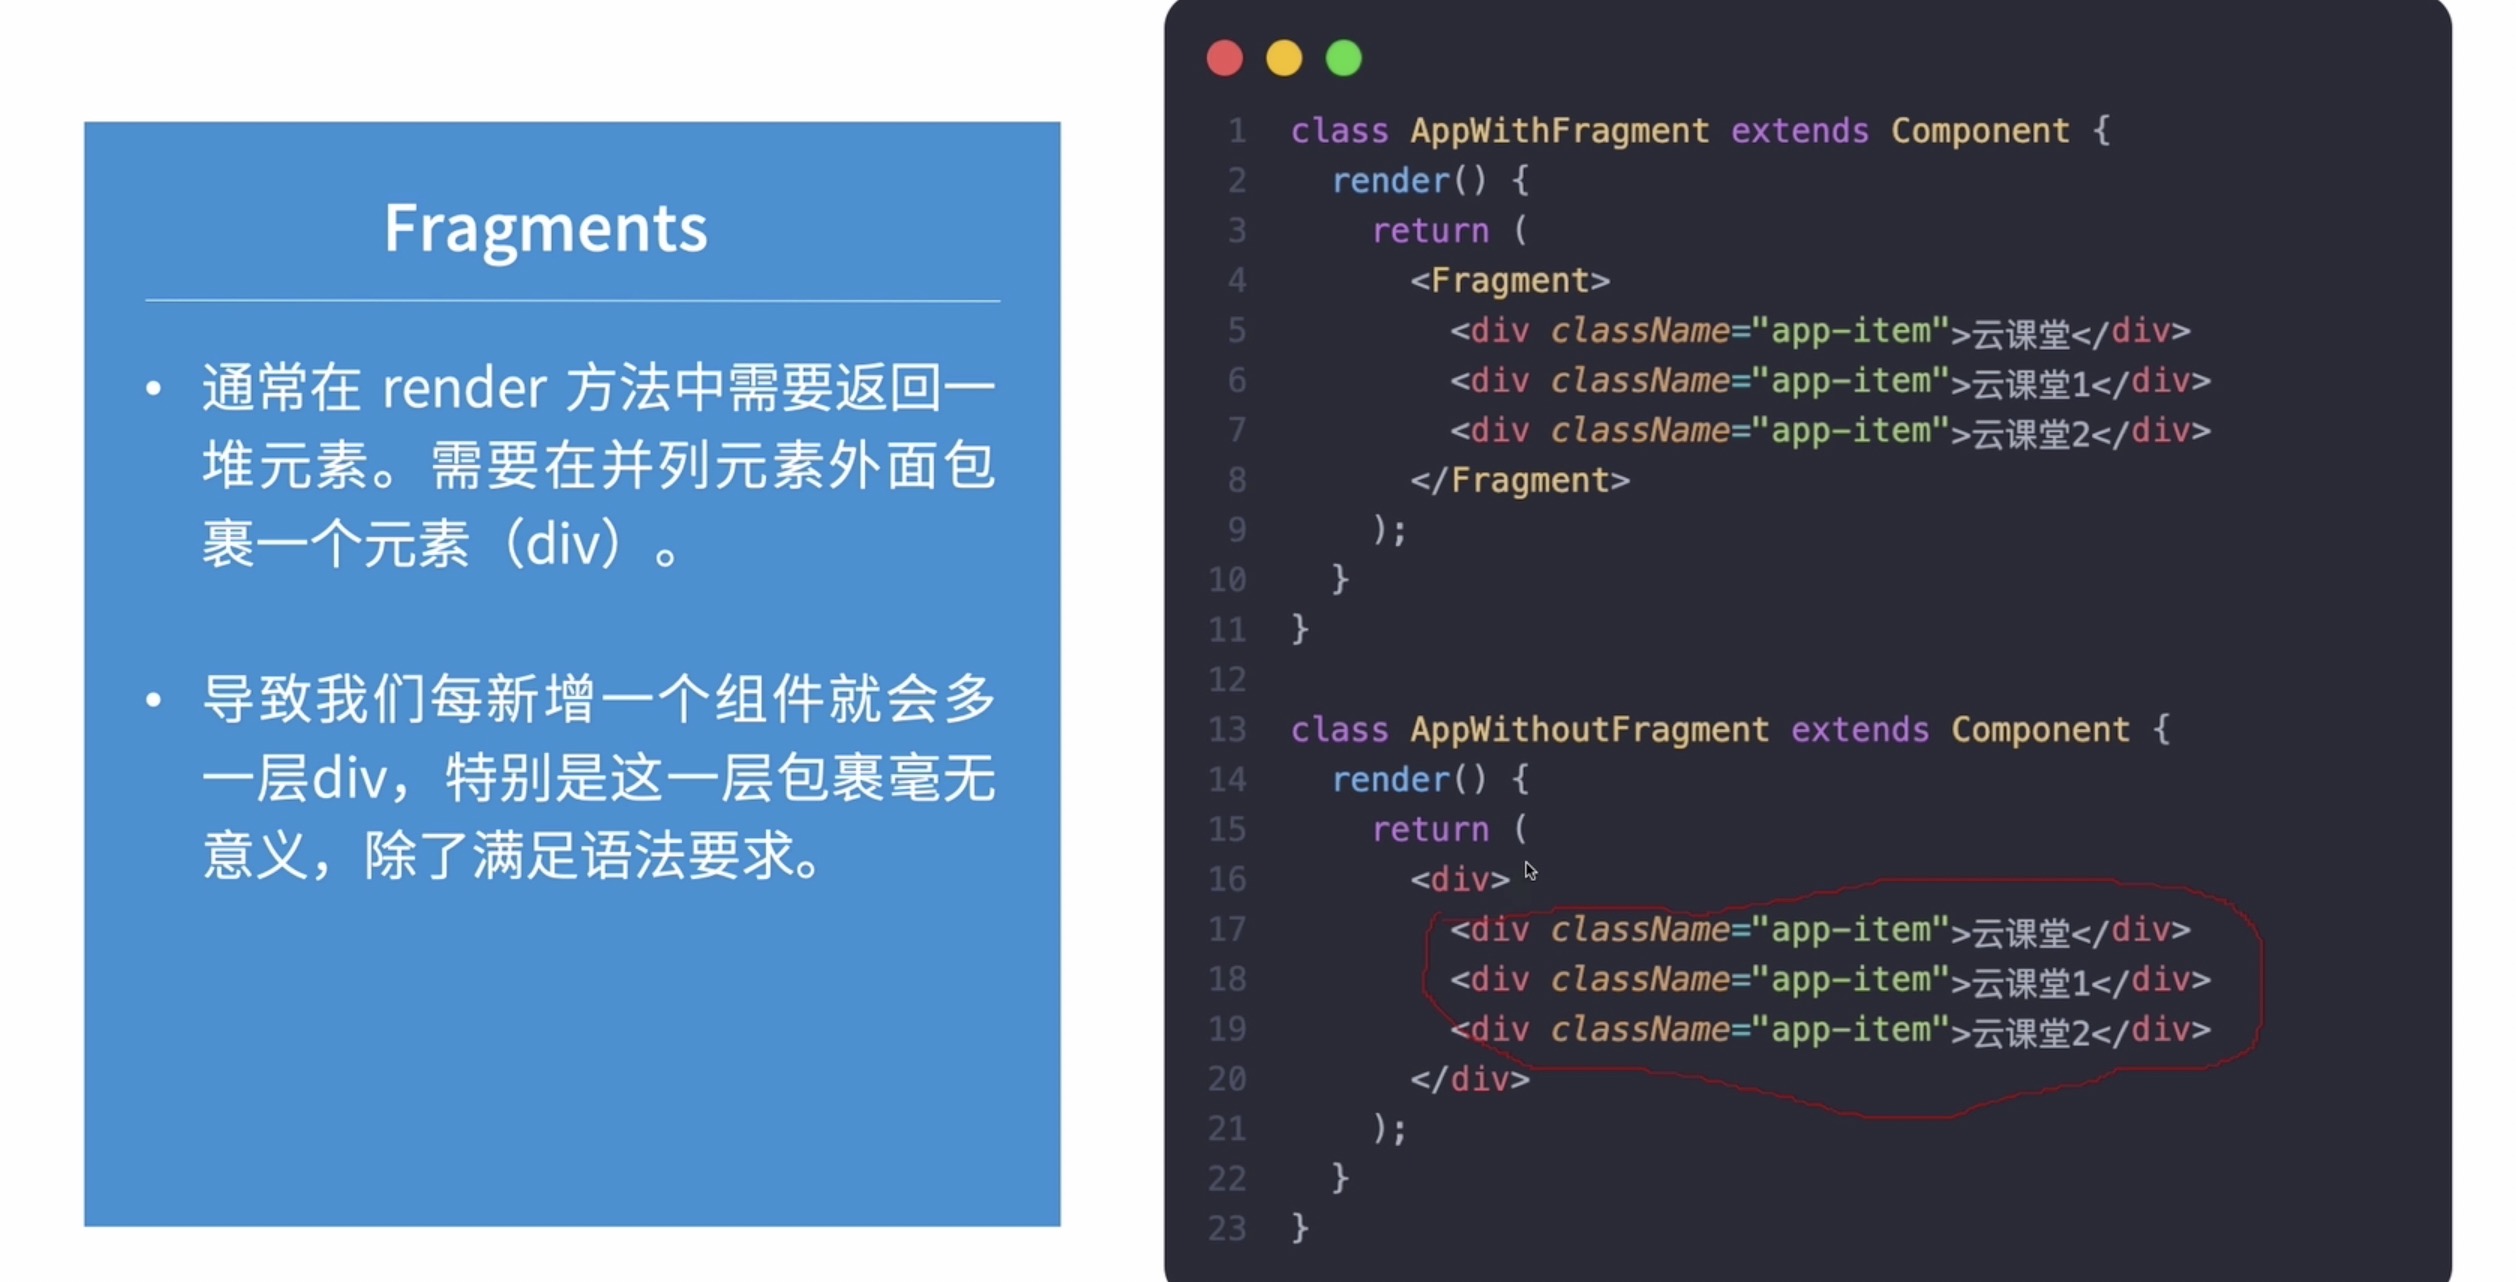 Fragments
• 通常在 render 方法中需要返回一
堆元素。需要在并列元素外面包
裹一个元素（div）。
• 导致我们每新增一个组件就会多
一层div，特别是这一层包裹毫无
意义，除了满足语法要求。
1 class AppWithFragment extends Component {
2   render() {
3     return (
4       <Fragment>
5         <div className="app-item">云课堂</div>
6         <div className="app-item">云课堂1</div>
7         <div className="app-item">云课堂2</div>
8       </Fragment>
9     );
10   }
11 }
12
13 class AppWithoutFragment extends Component {
14   render() {
15     return (
16       <div>
17         <div className="app-item">云课堂</div>
18         <div className="app-item">云课堂1</div>
19         <div className="app-item">云课堂2</div>
20       </div>
21     );
22   }
23 }